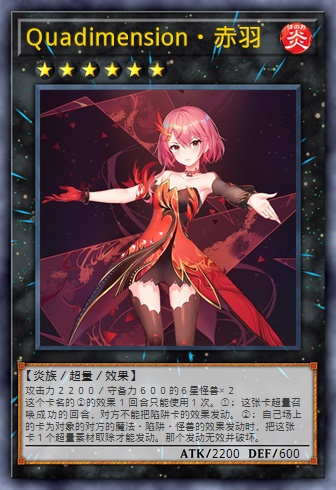 Quadimension・赤羽
炎
【炎族／超量／效果】
攻击力２２００／守备力６００的６星怪兽×２
这个卡名的②的效果１回合只能使用１次。①：这张卡超量召
唤成功的回合，对方不能把陷阱卡的效果发动。②：自己场上
的卡为对象的对方的魔法·陷阱·怪兽的效果发动时，把这张
卡１个超量素材取除才能发动。那个发动无效并破坏。
ATK/2200 DEF/600